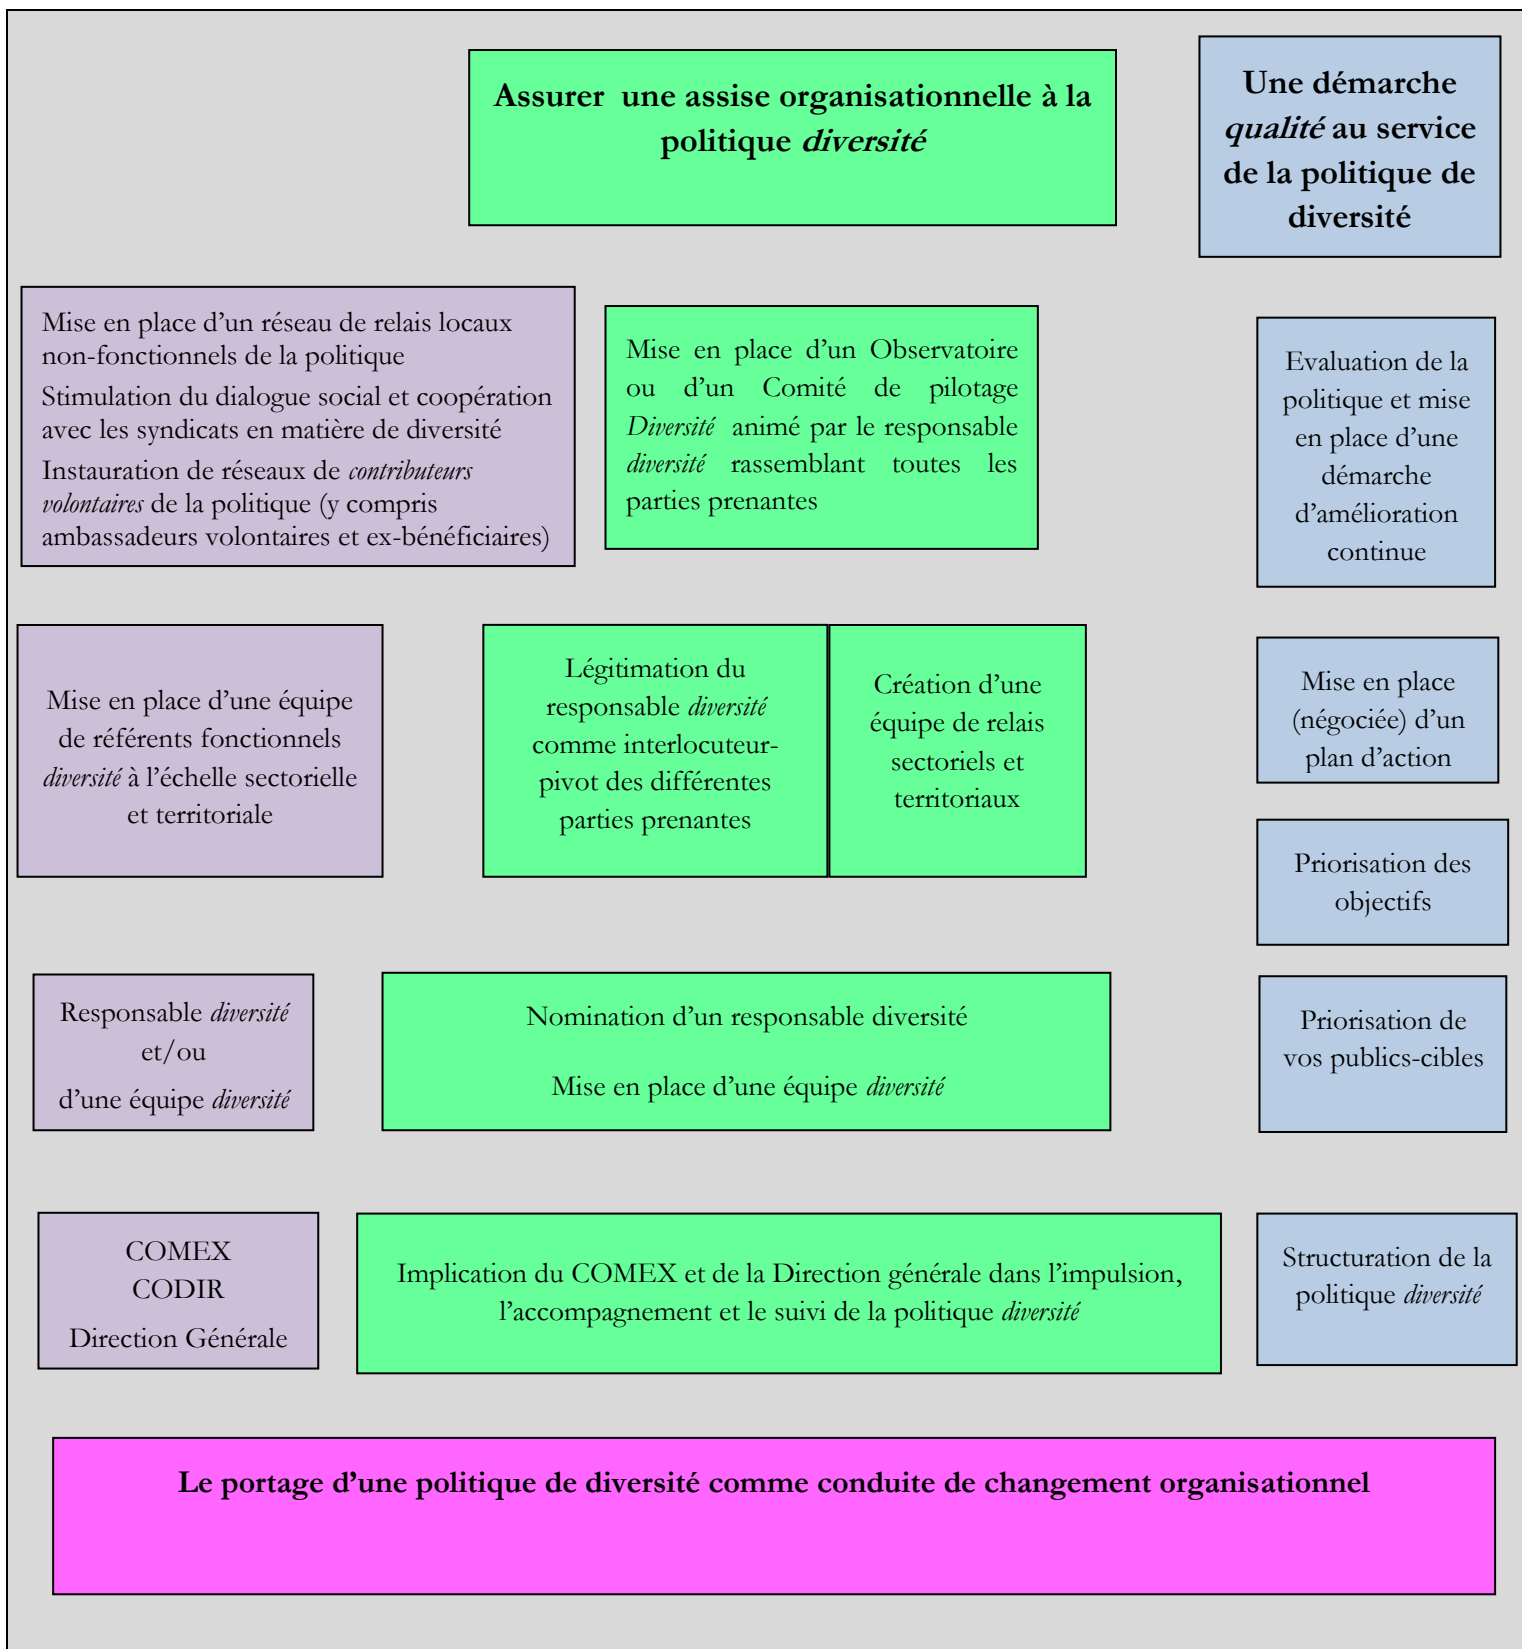 Assurer une assise organisationnelle à la
politique diversité
Une démarche
qualité au service
de la politique de
diversité
Mise en place d’un réseau de relais locaux
non-fonctionnels de la politique
Stimulation du dialogue social et coopération
avec les syndicats en matière de diversité
Instauration de réseaux de contributeurs
volontaires de la politique (y compris
ambassadeurs volontaires et ex-bénéficiaires)
Mise en place d’un Observatoire
ou d’un Comité de pilotage
Diversité animé par le responsable
diversité rassemblant toutes les
parties prenantes
Evaluation de la
politique et mise
en place d’une
démarche
d’amélioration
continue
Mise en place d’une équipe
de référents fonctionnels
diversité à l’échelle sectorielle
et territoriale
Légitimation du
responsable diversité
comme interlocuteur-
pivot des différentes
parties prenantes
Création d’une
équipe de relais
sectoriels et
territoriaux
Mise en place
(négociée) d’un
plan d’action
Priorisation des
objectifs
Responsable diversité
et/ou
d’une équipe diversité
Nomination d’un responsable diversité
Mise en place d’une équipe diversité
Priorisation de
vos publics-cibles
COMEX
CODIR
Direction Générale
Implication du COMEX et de la Direction générale dans l’impulsion,
l’accompagnement et le suivi de la politique diversité
Structuration de la
politique diversité
Le portage d’une politique de diversité comme conduite de changement organisationnel